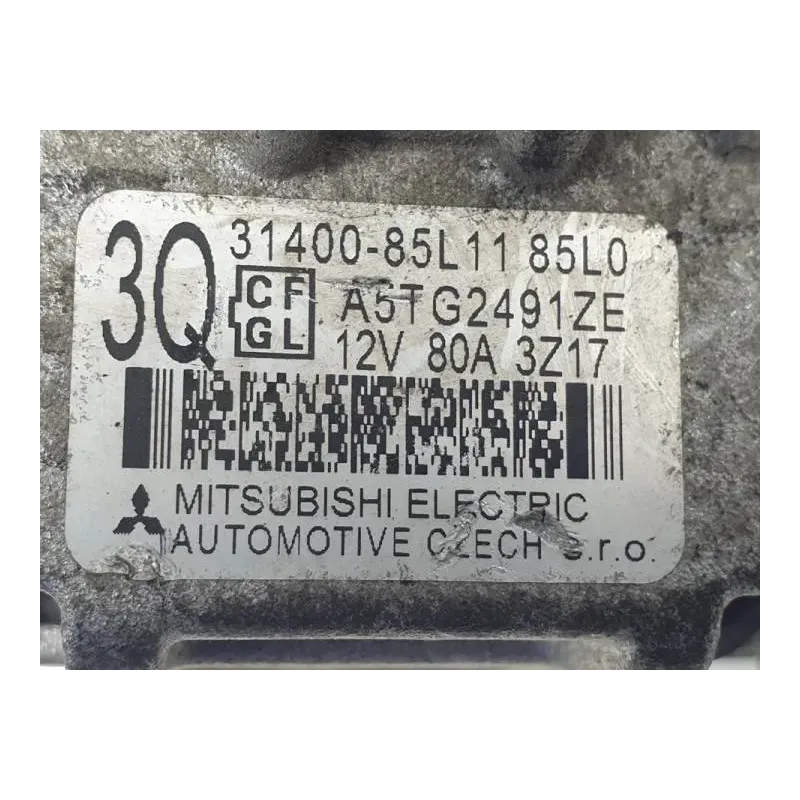 3Q
31400-85L11 85L0
CF
GL
A5TG2491ZE
12V 80A 3Z17
MITSUBISHI ELECTRIC
AUTOMOTIVE CZECH s.r.o.